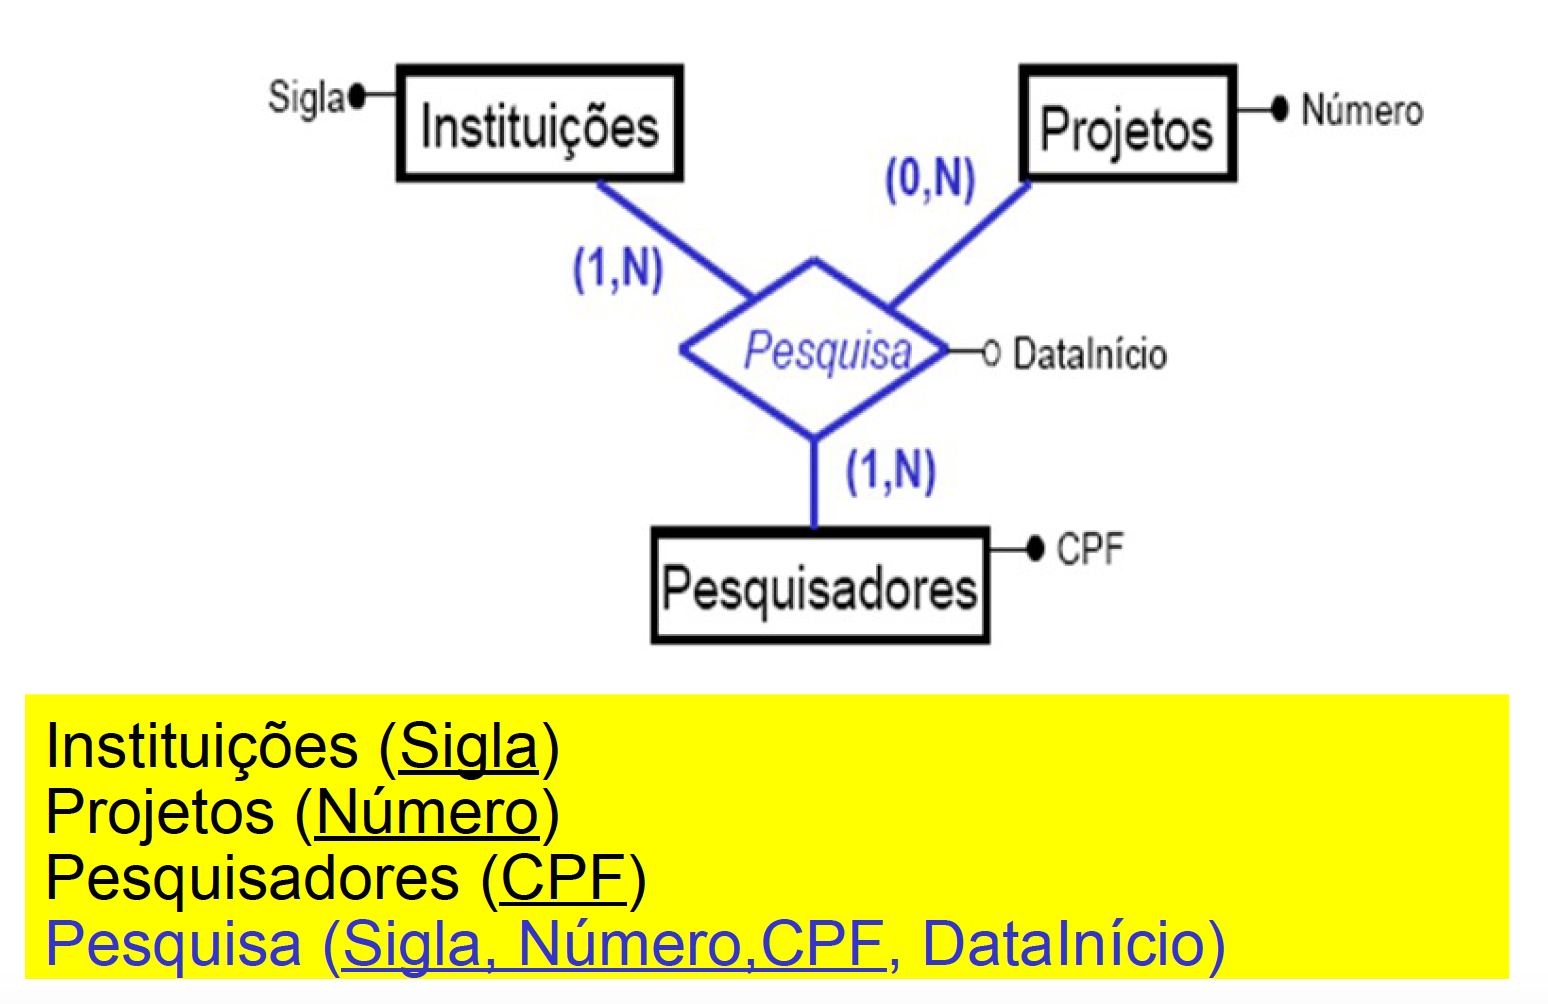 Sigla
Instituições
Projetos
Número
(0,N)
(1,N)
Pesquisa
DataInício
(1,N)
CPF
Pesquisadores
Instituições (Sigla)
Projetos (Número)
Pesquisadores (CPF)
Pesquisa (Sigla, Número,CPF, DataInício)